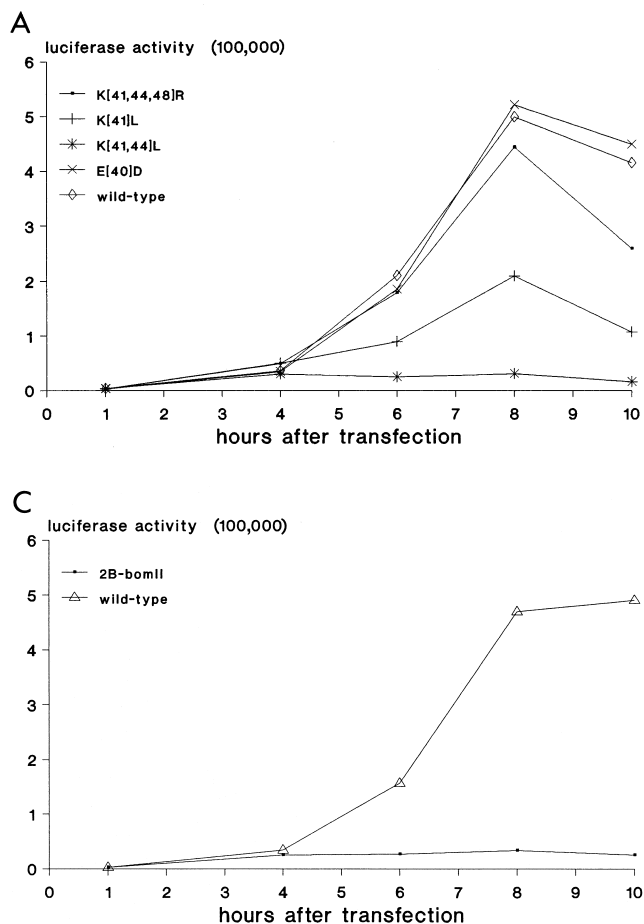 A
luciferase activity (100,000)
6
5
4
3
2
1
0
K[41,44,48]R
K[41]L
K[41,44]L
E[40]D
wild-type
0 1 2 3 4 5 6 7 8 9 10
hours after transfection
C
luciferase activity (100,000)
6
5
4
3
2
1
0
2B-bomII
wild-type
0 1 2 3 4 5 6 7 8 9 10
hours after transfection